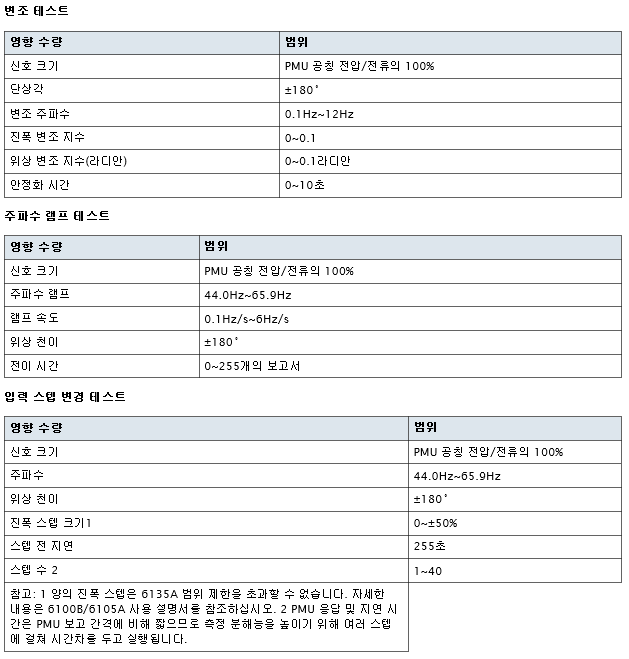 변조 테스트
영향 수량 범위
신호 크기 PMU 공칭 전압/전류의 100%
단상각 ±180°
변조 주파수 0.1Hz~12Hz
진폭 변조 지수 0~0.1
위상 변조 지수(라디안) 0~0.1라디안
안정화 시간 0~10초
주파수 램프 테스트
영향 수량 범위
신호 크기 PMU 공칭 전압/전류의 100%
주파수 램프 44.0Hz~65.9Hz
램프 속도 0.1Hz/s~6Hz/s
위상 천이 ±180°
전이 시간 0~255개의 보고서
입력 스텝 변경 테스트
영향 수량 범위
신호 크기 PMU 공칭 전압/전류의 100%
주파수 44.0Hz~65.9Hz
위상 천이 ±180°
진폭 스텝 크기1 0~±50%
스텝 전 지연 255초
스텝 수 2 1~40
참고: 1 양의 진폭 스텝은 6135A 범위 제한을 초과할 수 없습니다. 자세한
내용은 6100B/6105A 사용 설명서를 참조하십시오. 2 PMU 응답 및 지연 시
간은 PMU 보고 간격에 비해 짧으므로 측정 분해능을 높이기 위해 여러 스텝
에 걸쳐 시간차를 두고 실행됩니다.